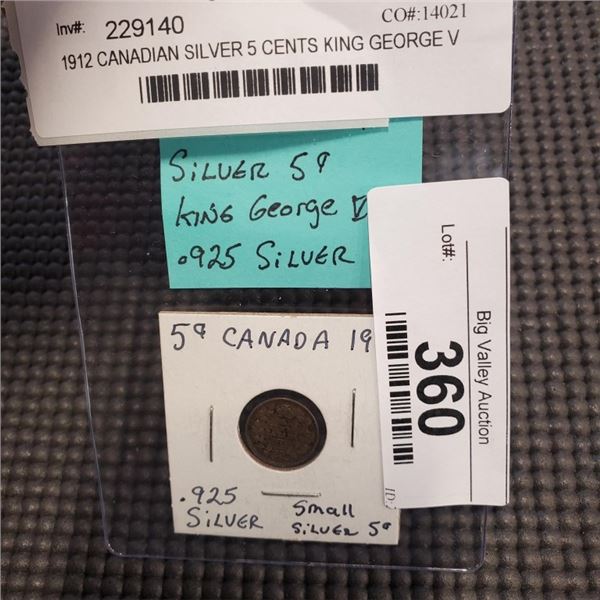 Inv#: 229140
CO#:14021
1912 CANADIAN SILVER 5 CENTS KING GEORGE V
SILVER 5¢
KING George V
.925 SILVER
Lot#:
360
Big Valley Auction
ID:
5¢ CANADA 19
.925
SILVER
Small
SILVER 5¢